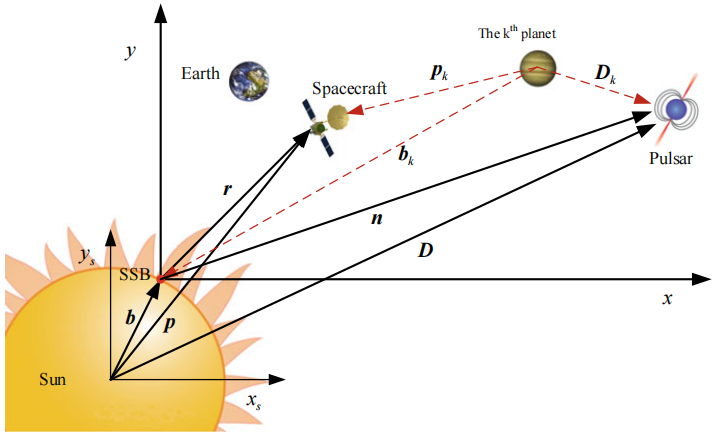 y
The kᵗʰ planet
Earth
Spacecraft
pₖ
Dₖ
Pulsar
bₖ
r
n
D
yₛ
SSB
x
b
p
Sun
xₛ